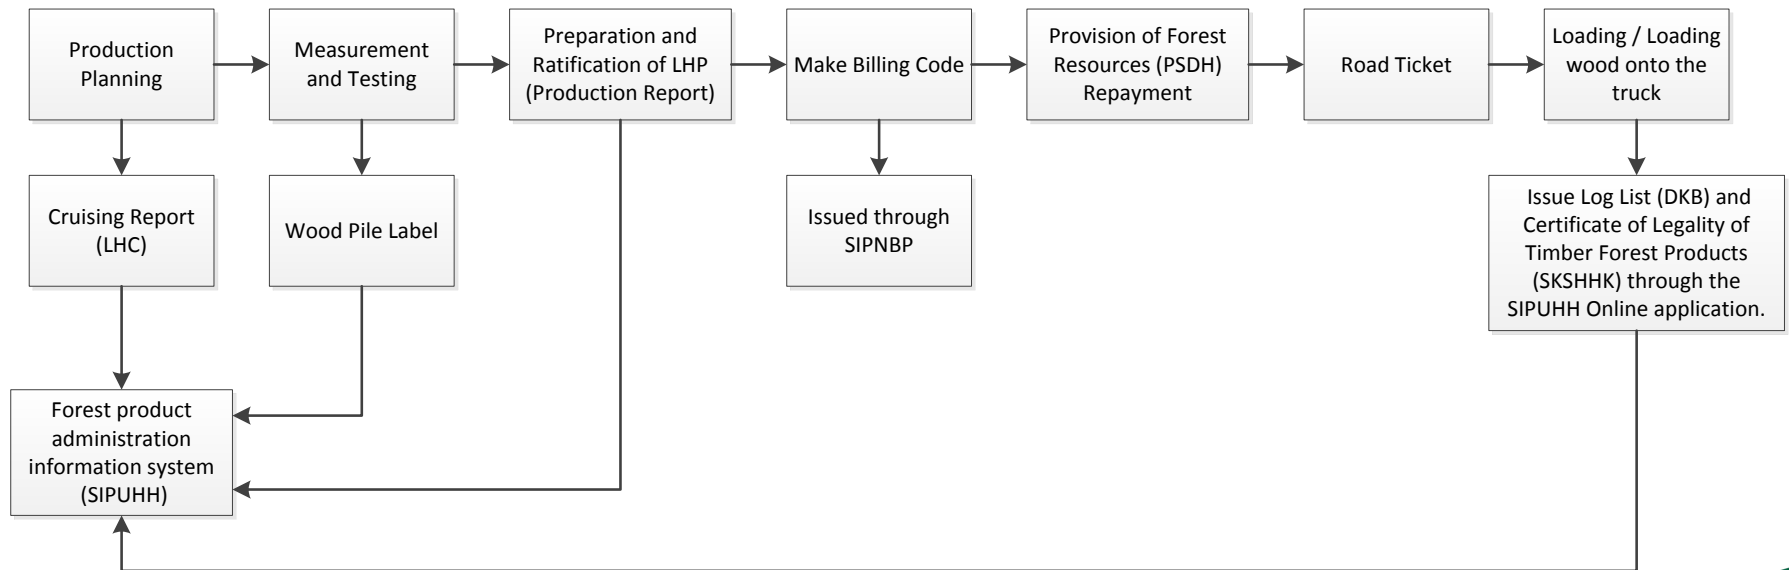 Production
Planning
Measurement
and Testing
Preparation and
Ratification of LHP
(Production Report)
Make Billing Code
Provision of Forest
Resources (PSDH)
Repayment
Road Ticket
Loading / Loading
wood onto the
truck
Cruising Report
(LHC)
Wood Pile Label
Issued through
SIPNBP
Issue Log List (DKB) and
Certificate of Legality of
Timber Forest Products
(SKSHHK) through the
SIPUHH Online application.
Forest product
administration
information system
(SIPUHH)